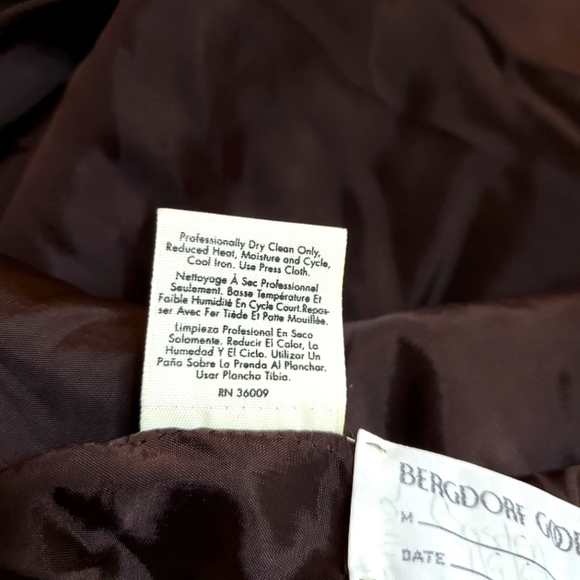 Professionally Dry Clean Only,
Reduced Heat, Moisture and Cycle,
Cool Iron. Use Press Cloth.
Nettoyage À Sec Professionnel
Seulement. Basse Température Et
Faible Humidité En Cycle Court.Repas-
ser Avec Fer Tiède Et Patte Mouillée.
Limpieza Profesional En Seco
Solamente. Reducir El Calor, La
Humedad Y El Ciclo. Utilizar Un
Paño Sobre La Prenda Al Planchar.
Usar Plancha Tibia.
RN 36009
BERGDORF GOOD
M
DATE